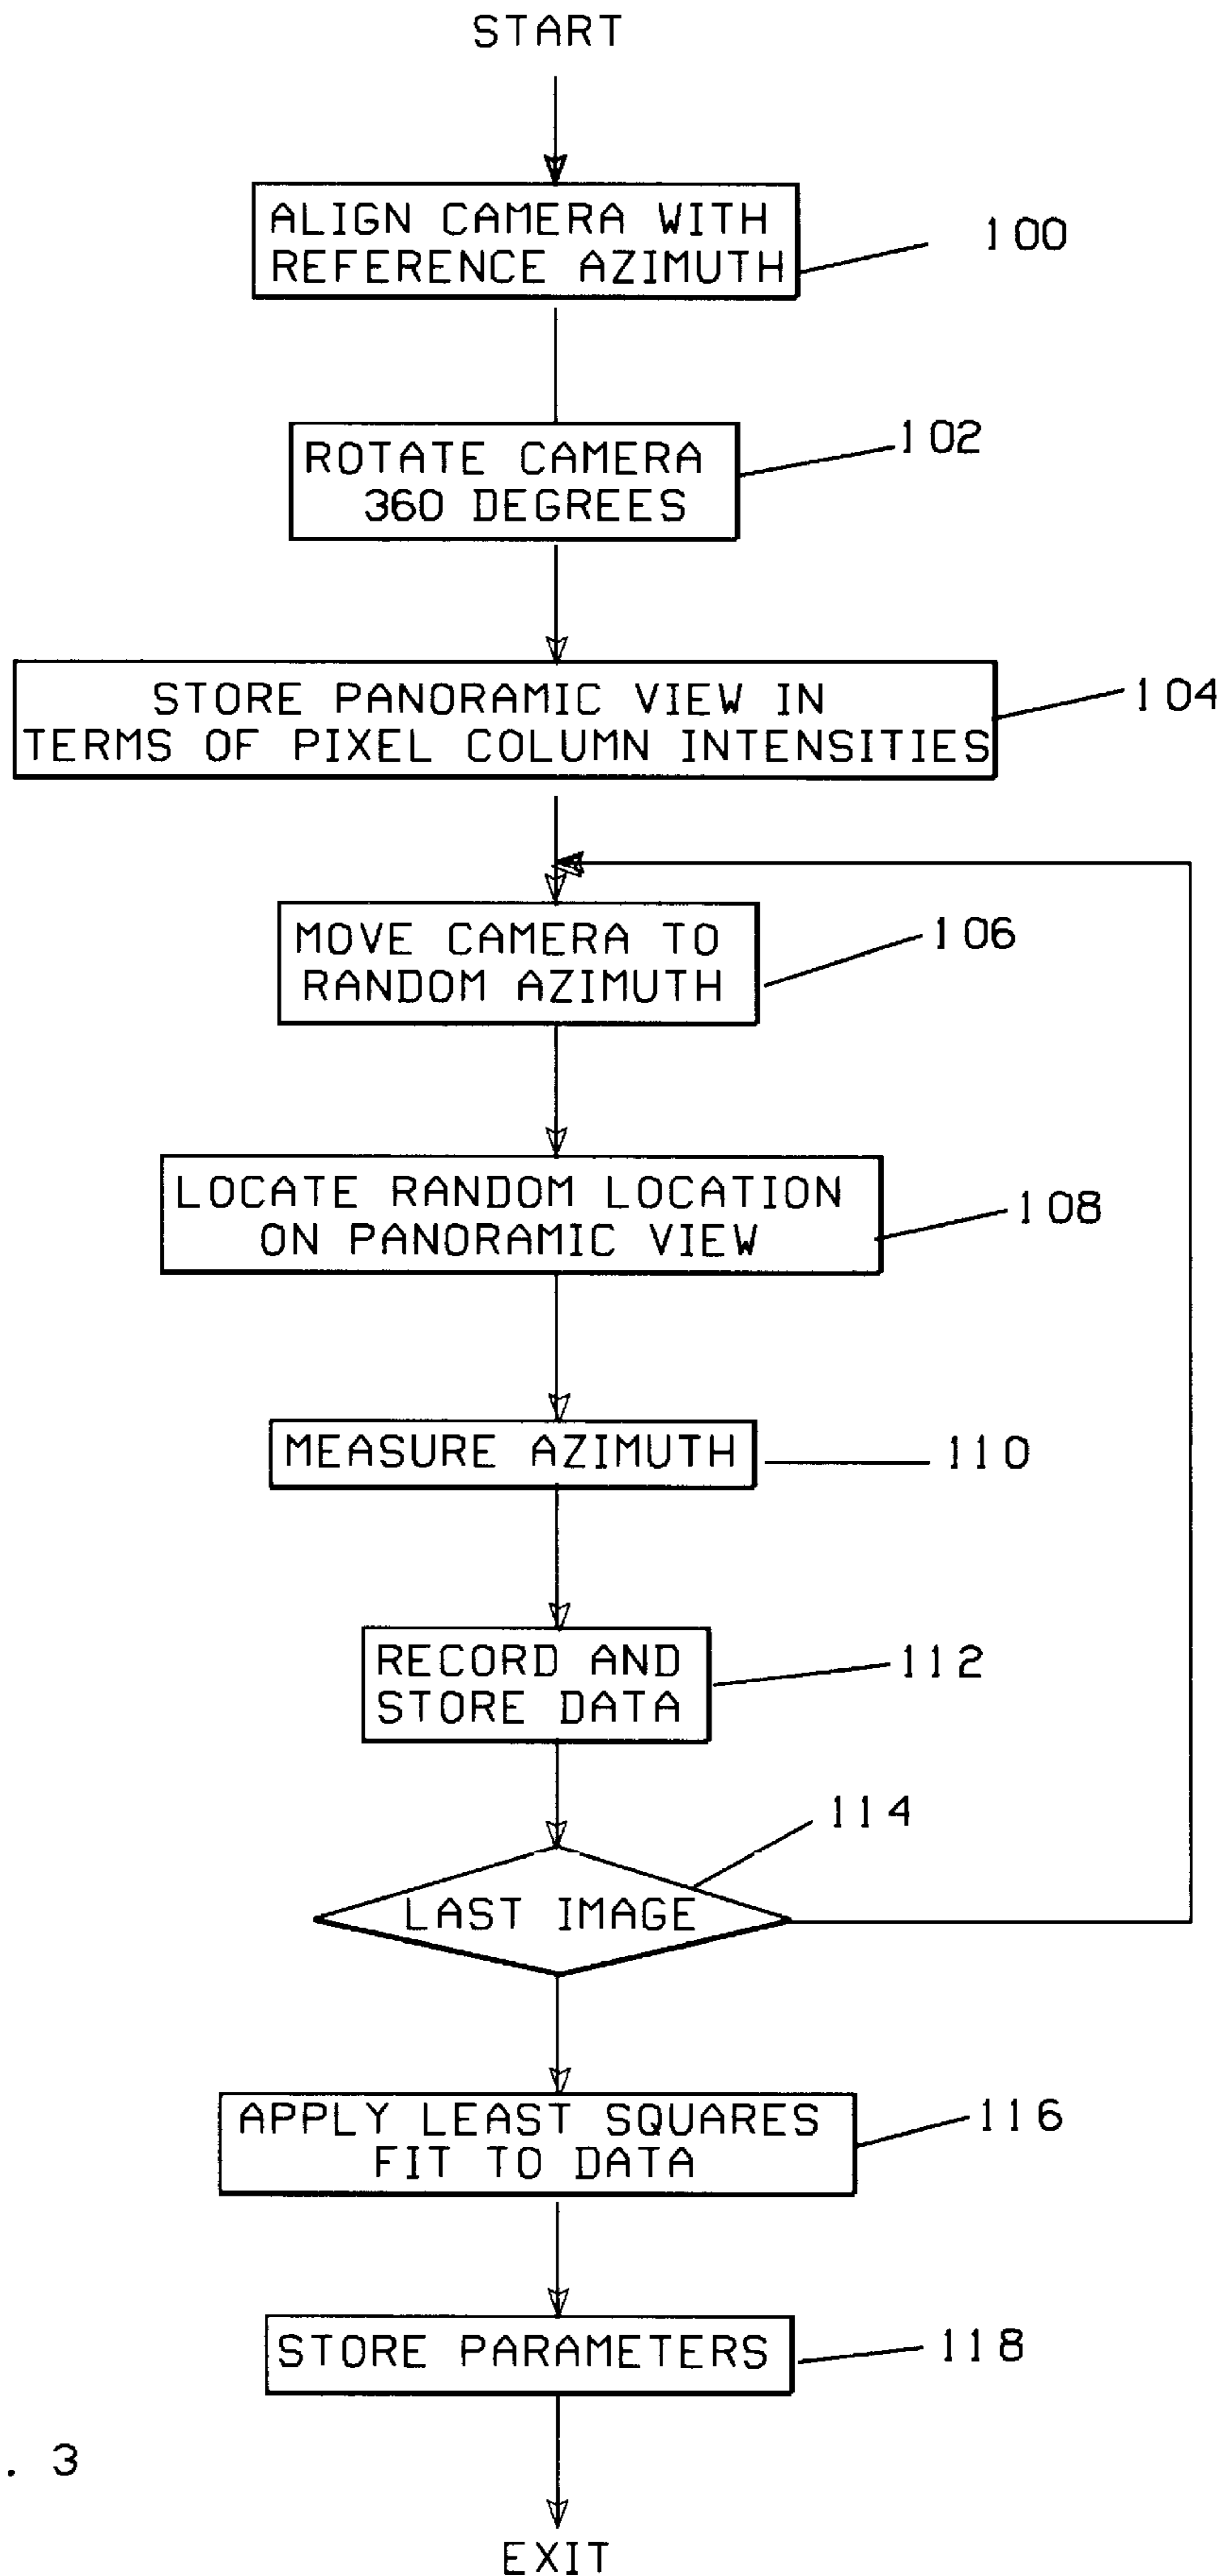 START
ALIGN CAMERA WITH
REFERENCE AZIMUTH
100
ROTATE CAMERA
360 DEGREES
102
STORE PANORAMIC VIEW IN
TERMS OF PIXEL COLUMN INTENSITIES
104
MOVE CAMERA TO
RANDOM AZIMUTH
106
LOCATE RANDOM LOCATION
ON PANORAMIC VIEW
108
MEASURE AZIMUTH
110
RECORD AND
STORE DATA
112
LAST IMAGE
114
APPLY LEAST SQUARES
FIT TO DATA
116
STORE PARAMETERS
118
. 3
EXIT